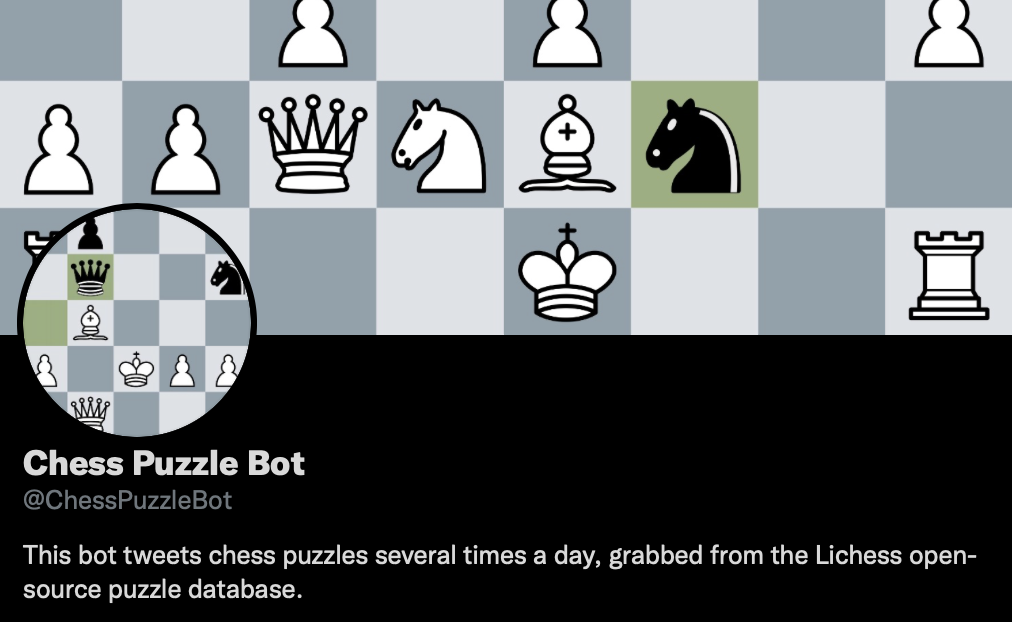 Chess Puzzle Bot
@ChessPuzzleBot
This bot tweets chess puzzles several times a day, grabbed from the Lichess open-
source puzzle database.